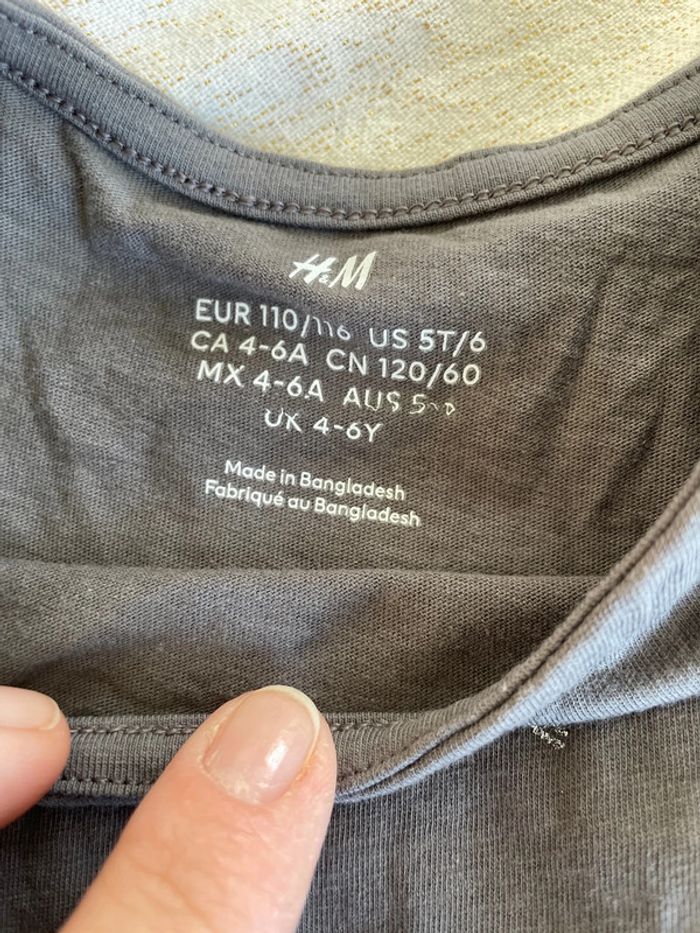 H&M
EUR 110/116 US 5T/6
CA 4-6A CN 120/60
MX 4-6A AUS
UK 4-6Y
Made in Bangladesh
Fabriqué au Bangladesh